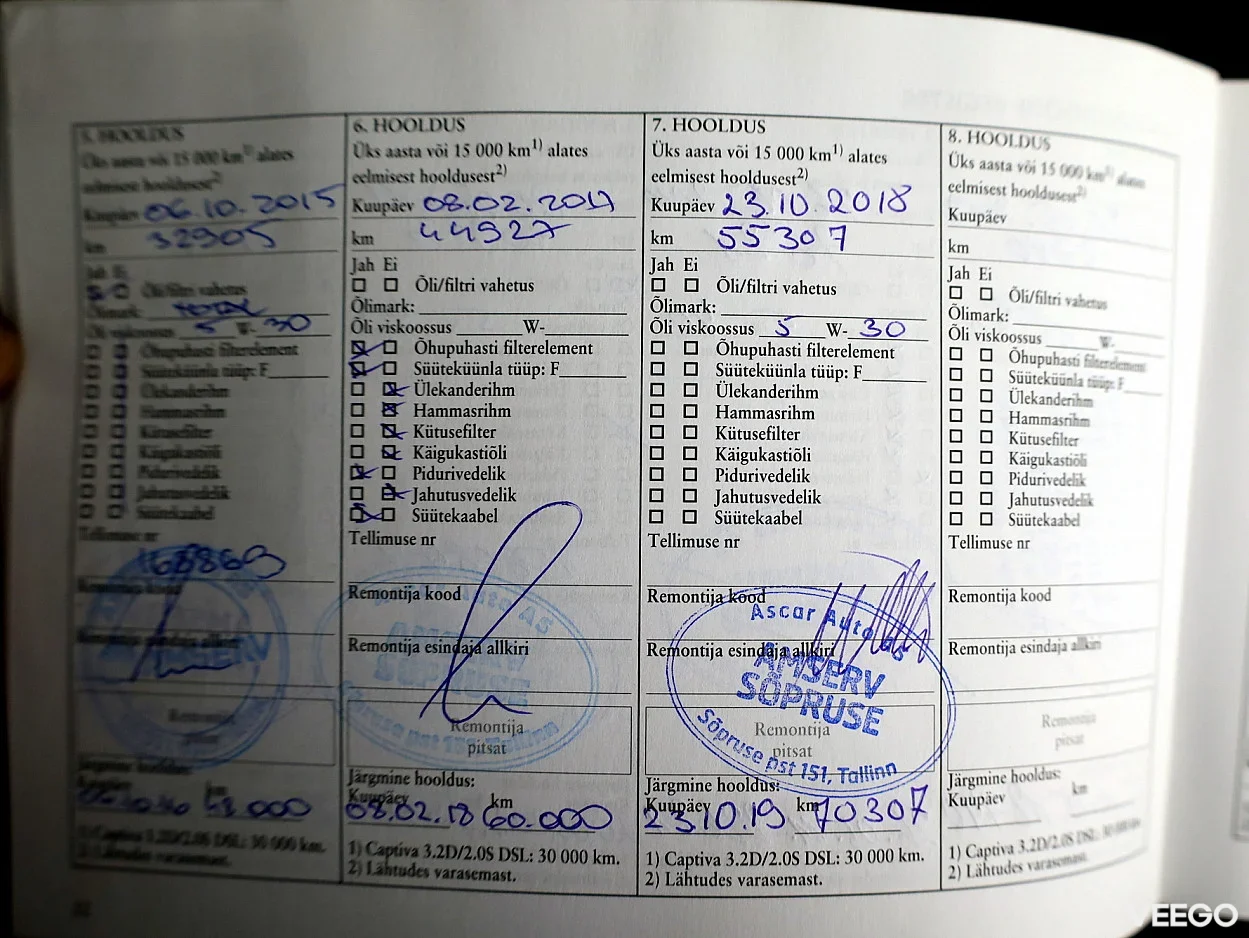 5. HOOLDUS
Üks aasta või 15 000 km1) alates
eelmisest hooldusest2)
Kuupäev 06.10.2015
km 32905
Jah Ei
Õli/filtri vahetus
Õlimark: TOTAL
Õli viskoossus 5 W- 30
Õhupuhasti filterelement
Süüteküünla tüüp: F
Ülekanderihm
Hammasrihm
Kütusefilter
Käigukastiõli
Pidurivedelik
Jahutusvedelik
Süütekaabel
Tellimuse nr
168869
Remontija kood
Remontija esindaja allkiri
AMSERV
Remontija
pitsat
Järgmine hooldus:
Kuupäev km
06.10.16 48.000
1) Captiva 3.2D/2.0S DSL: 30 000 km.
2) Lähtudes varasemast.
6. HOOLDUS
Üks aasta või 15 000 km1) alates
eelmisest hooldusest2)
Kuupäev 08.02.2017
km 44927
Jah Ei
Õli/filtri vahetus
Õlimark:
Õli viskoossus W-
Õhupuhasti filterelement
Süüteküünla tüüp: F
Ülekanderihm
Hammasrihm
Kütusefilter
Käigukastiõli
Pidurivedelik
Jahutusvedelik
Süütekaabel
Tellimuse nr
Remontija kood
Remontija esindaja allkiri
AMSERV
SÕPRUSE
Remontija
pitsat
Järgmine hooldus:
Kuupäev km
08.02.18 60.000
1) Captiva 3.2D/2.0S DSL: 30 000 km.
2) Lähtudes varasemast.
7. HOOLDUS
Üks aasta või 15 000 km1) alates
eelmisest hooldusest2)
Kuupäev 23.10.2018
km 55307
Jah Ei
Õli/filtri vahetus
Õlimark:
Õli viskoossus 5 W- 30
Õhupuhasti filterelement
Süüteküünla tüüp: F
Ülekanderihm
Hammasrihm
Kütusefilter
Käigukastiõli
Pidurivedelik
Jahutusvedelik
Süütekaabel
Tellimuse nr
Remontija kood
Ascar Auto AS
Remontija esindaja allkiri
AMSERV
SÕPRUSE
Sõpruse pst 151, Tallinn
Remontija
pitsat
Järgmine hooldus:
Kuupäev km
23.10.19 70307
1) Captiva 3.2D/2.0S DSL: 30 000 km.
2) Lähtudes varasemast.
8. HOOLDUS
Üks aasta või 15 000 km1) alates
eelmisest hooldusest2)
Kuupäev
km
Jah Ei
Õli/filtri vahetus
Õlimark:
Õli viskoossus W-
Õhupuhasti filterelement
Süüteküünla tüüp: F
Ülekanderihm
Hammasrihm
Kütusefilter
Käigukastiõli
Pidurivedelik
Jahutusvedelik
Süütekaabel
Tellimuse nr
Remontija kood
Remontija esindaja allkiri
Remontija
pitsat
Järgmine hooldus:
Kuupäev km
1) Captiva 3.2D/2.0S DSL: 30 000 km.
2) Lähtudes varasemast.
VEEGO